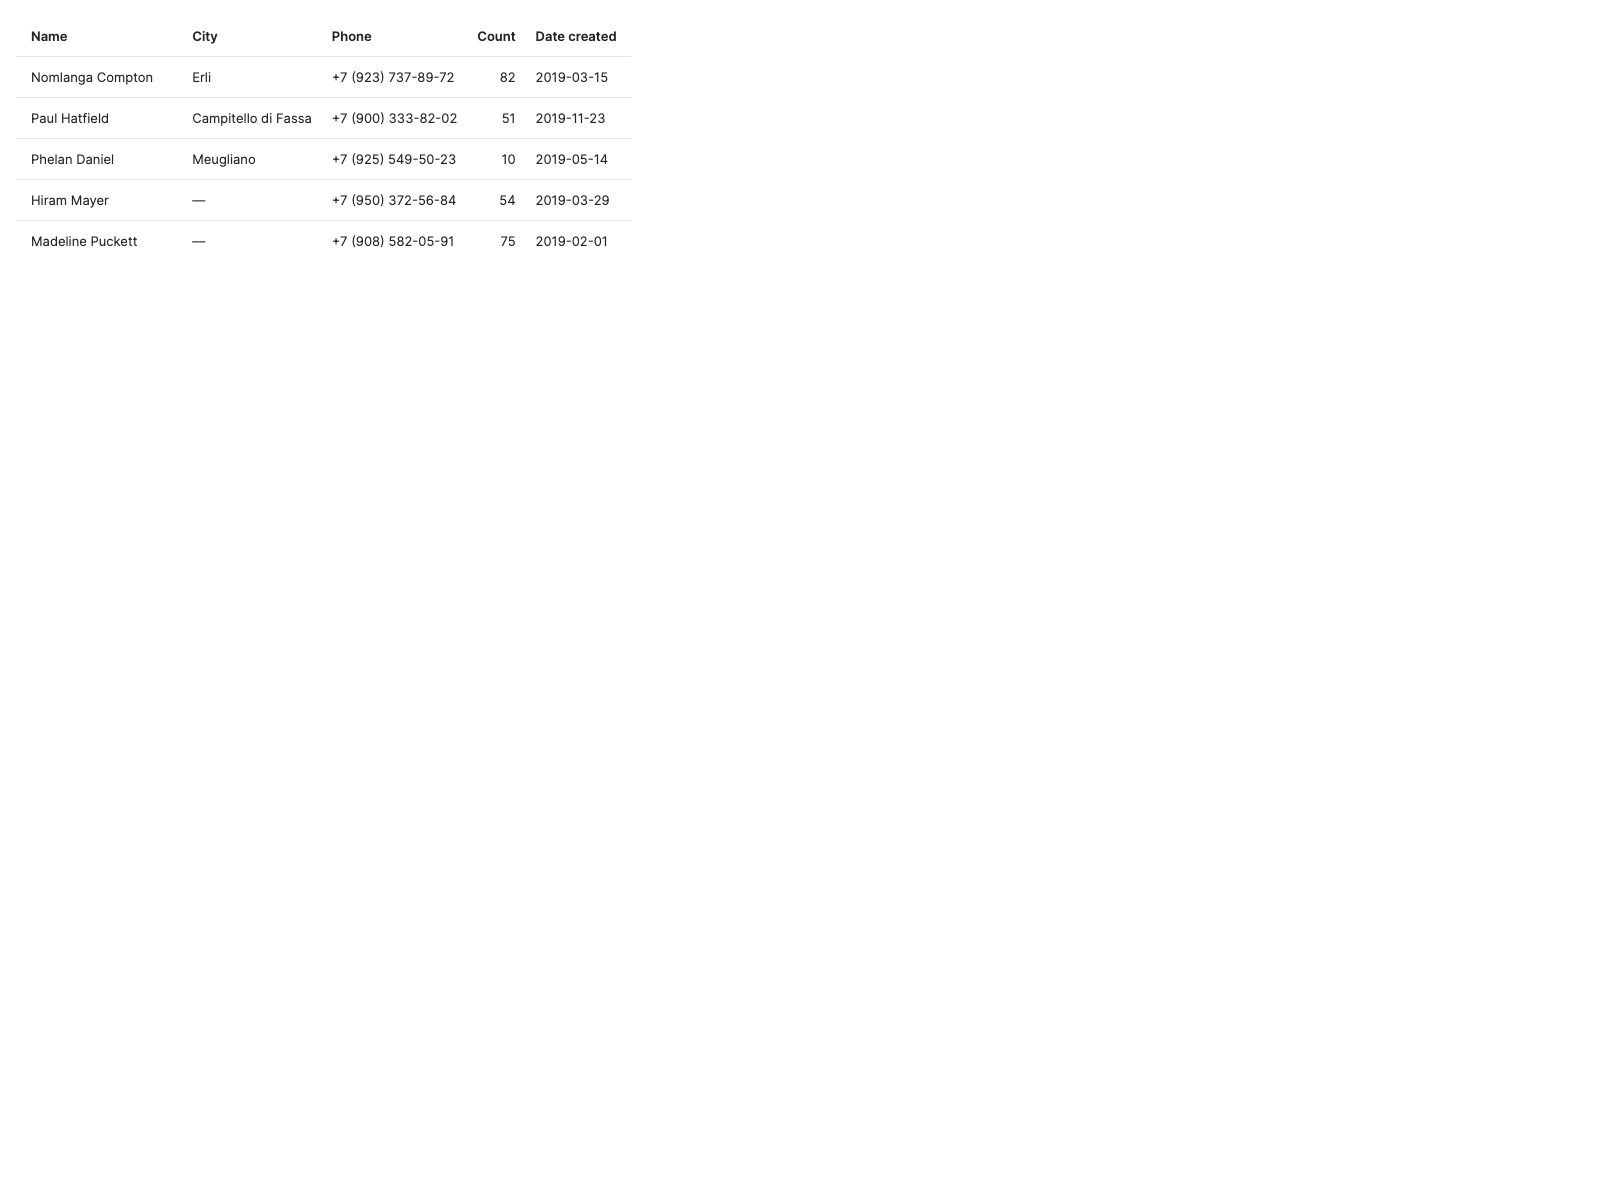 Name City Phone Count Date created
Nomlanga Compton Erli +7 (923) 737-89-72 82 2019-03-15
Paul Hatfield Campitello di Fassa +7 (900) 333-82-02 51 2019-11-23
Phelan Daniel Meugliano +7 (925) 549-50-23 10 2019-05-14
Hiram Mayer — +7 (950) 372-56-84 54 2019-03-29
Madeline Puckett — +7 (908) 582-05-91 75 2019-02-01